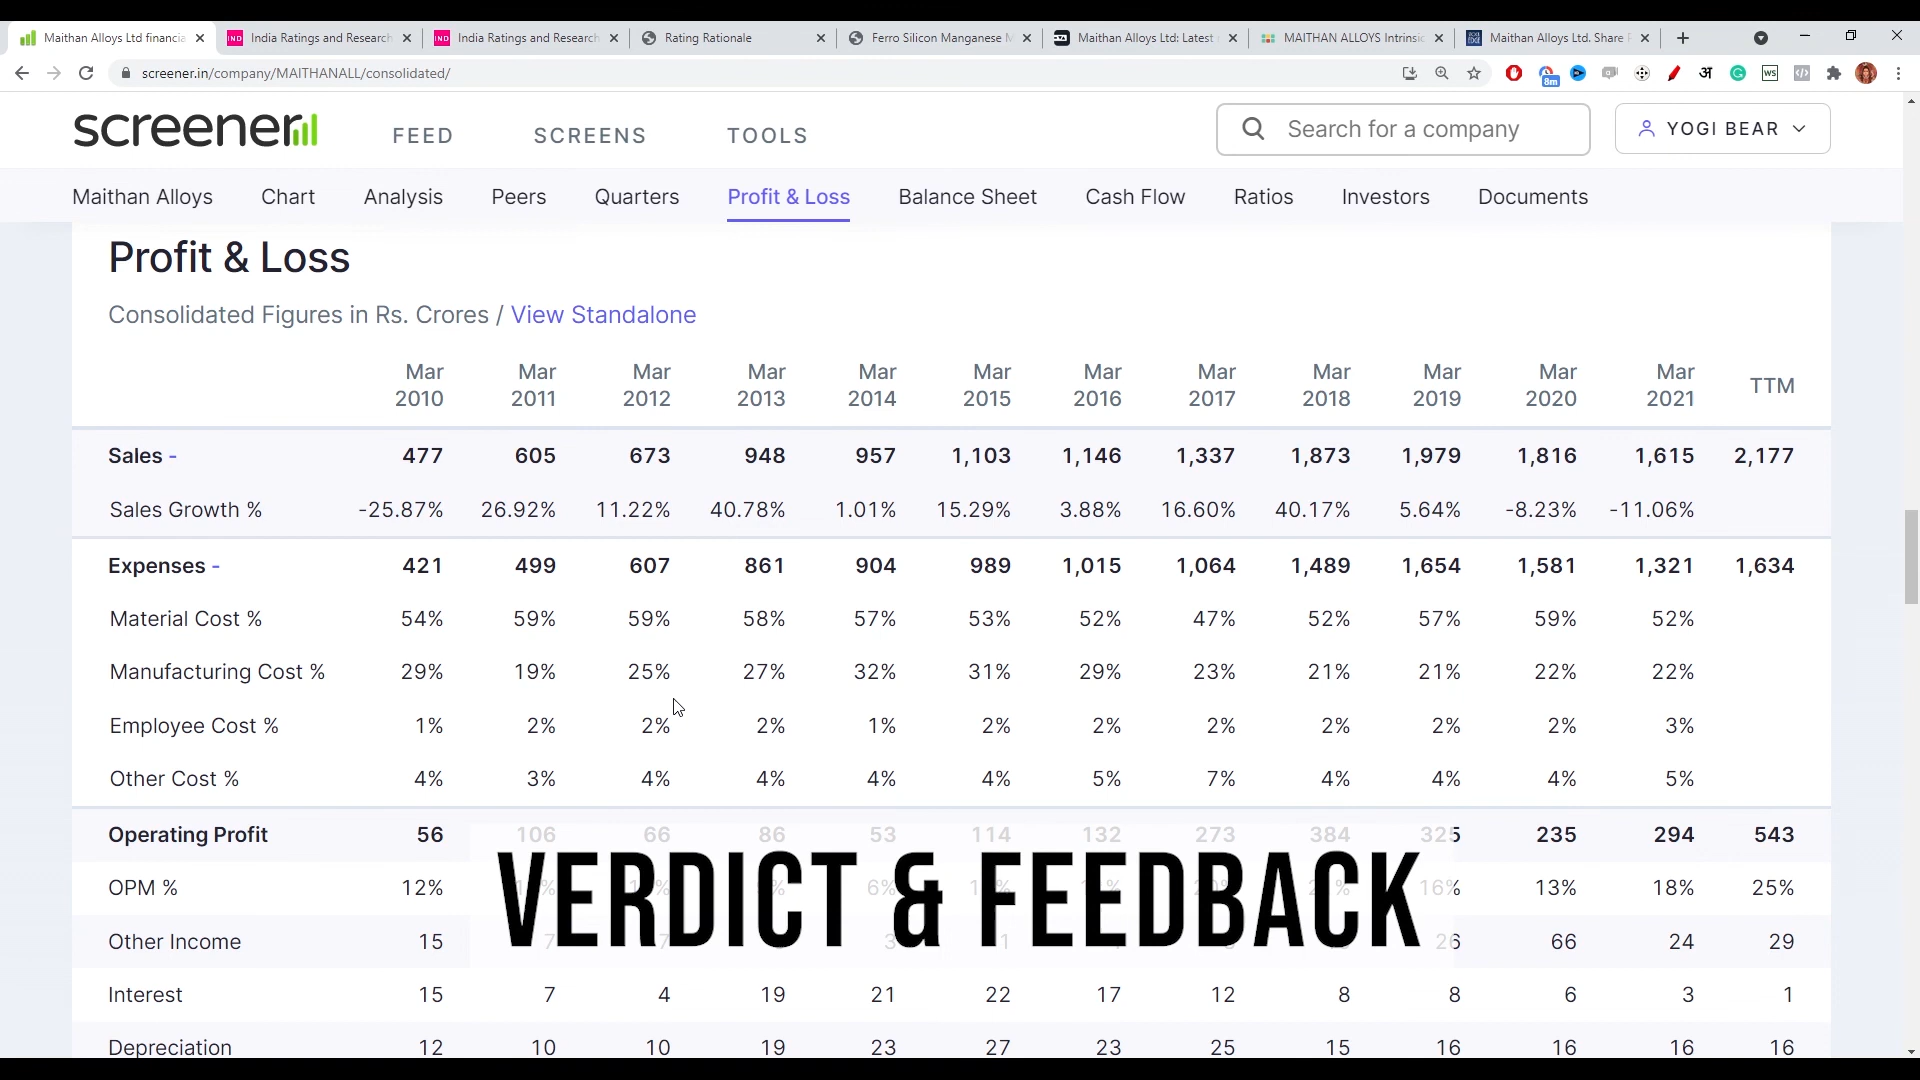 Maithan Alloys Ltd financia
India Ratings and Research
India Ratings and Research
Rating Rationale
Ferro Silicon Manganese M
Maithan Alloys Ltd: Latest
MAITHAN ALLOYS Intrinsic
Maithan Alloys Ltd. Share P
screener.in/company/MAITHANALL/consolidated/
8m
अ
WS
screener
FEED SCREENS TOOLS
Search for a company
YOGI BEAR
Maithan Alloys Chart Analysis Peers Quarters Profit & Loss Balance Sheet Cash Flow Ratios Investors Documents
Profit & Loss
Consolidated Figures in Rs. Crores / View Standalone
Mar 2010 Mar 2011 Mar 2012 Mar 2013 Mar 2014 Mar 2015 Mar 2016 Mar 2017 Mar 2018 Mar 2019 Mar 2020 Mar 2021 TTM
Sales - 477 605 673 948 957 1,103 1,146 1,337 1,873 1,979 1,816 1,615 2,177
Sales Growth % -25.87% 26.92% 11.22% 40.78% 1.01% 15.29% 3.88% 16.60% 40.17% 5.64% -8.23% -11.06%
Expenses - 421 499 607 861 904 989 1,015 1,064 1,489 1,654 1,581 1,321 1,634
Material Cost % 54% 59% 59% 58% 57% 53% 52% 47% 52% 57% 59% 52%
Manufacturing Cost % 29% 19% 25% 27% 32% 31% 29% 23% 21% 21% 22% 22%
Employee Cost % 1% 2% 2% 2% 1% 2% 2% 2% 2% 2% 2% 3%
Other Cost % 4% 3% 4% 4% 4% 4% 5% 7% 4% 4% 4% 5%
Operating Profit 56 106 66 86 53 114 132 273 384 325 235 294 543
OPM % 12% 6% 16% 13% 18% 25%
VERDICT & FEEDBACK
Other Income 15 66 24 29
Interest 15 7 4 19 21 22 17 12 8 8 6 3 1
Depreciation 12 10 10 19 23 27 23 25 15 16 16 16 16